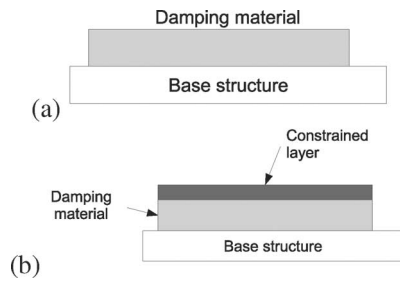 Damping material
Base structure
(a)
Constrained
layer
Damping
material
Base structure
(b)